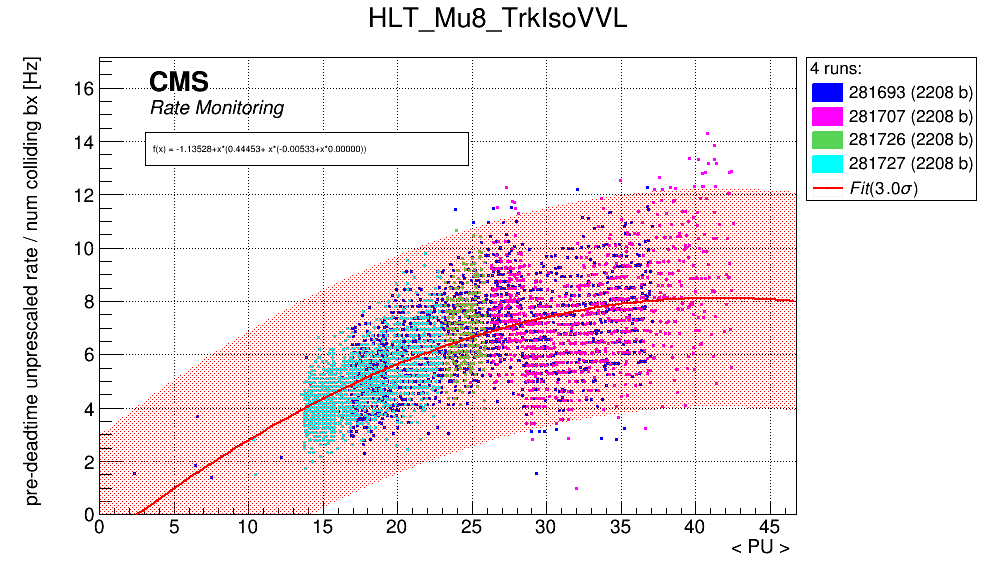 HLT_Mu8_TrkIsoVVL
pre-deadtime unprescaled rate / num colliding bx [Hz]
16
14
12
10
8
6
4
2
0
CMS
Rate Monitoring
f(x) = -1.13528+x*(0.44453+ x*(-0.00533+x*0.00000))
0 5 10 15 20 25 30 35 40 45
< PU >
4 runs:
281693 (2208 b)
281707 (2208 b)
281726 (2208 b)
281727 (2208 b)
Fit(3.0σ)